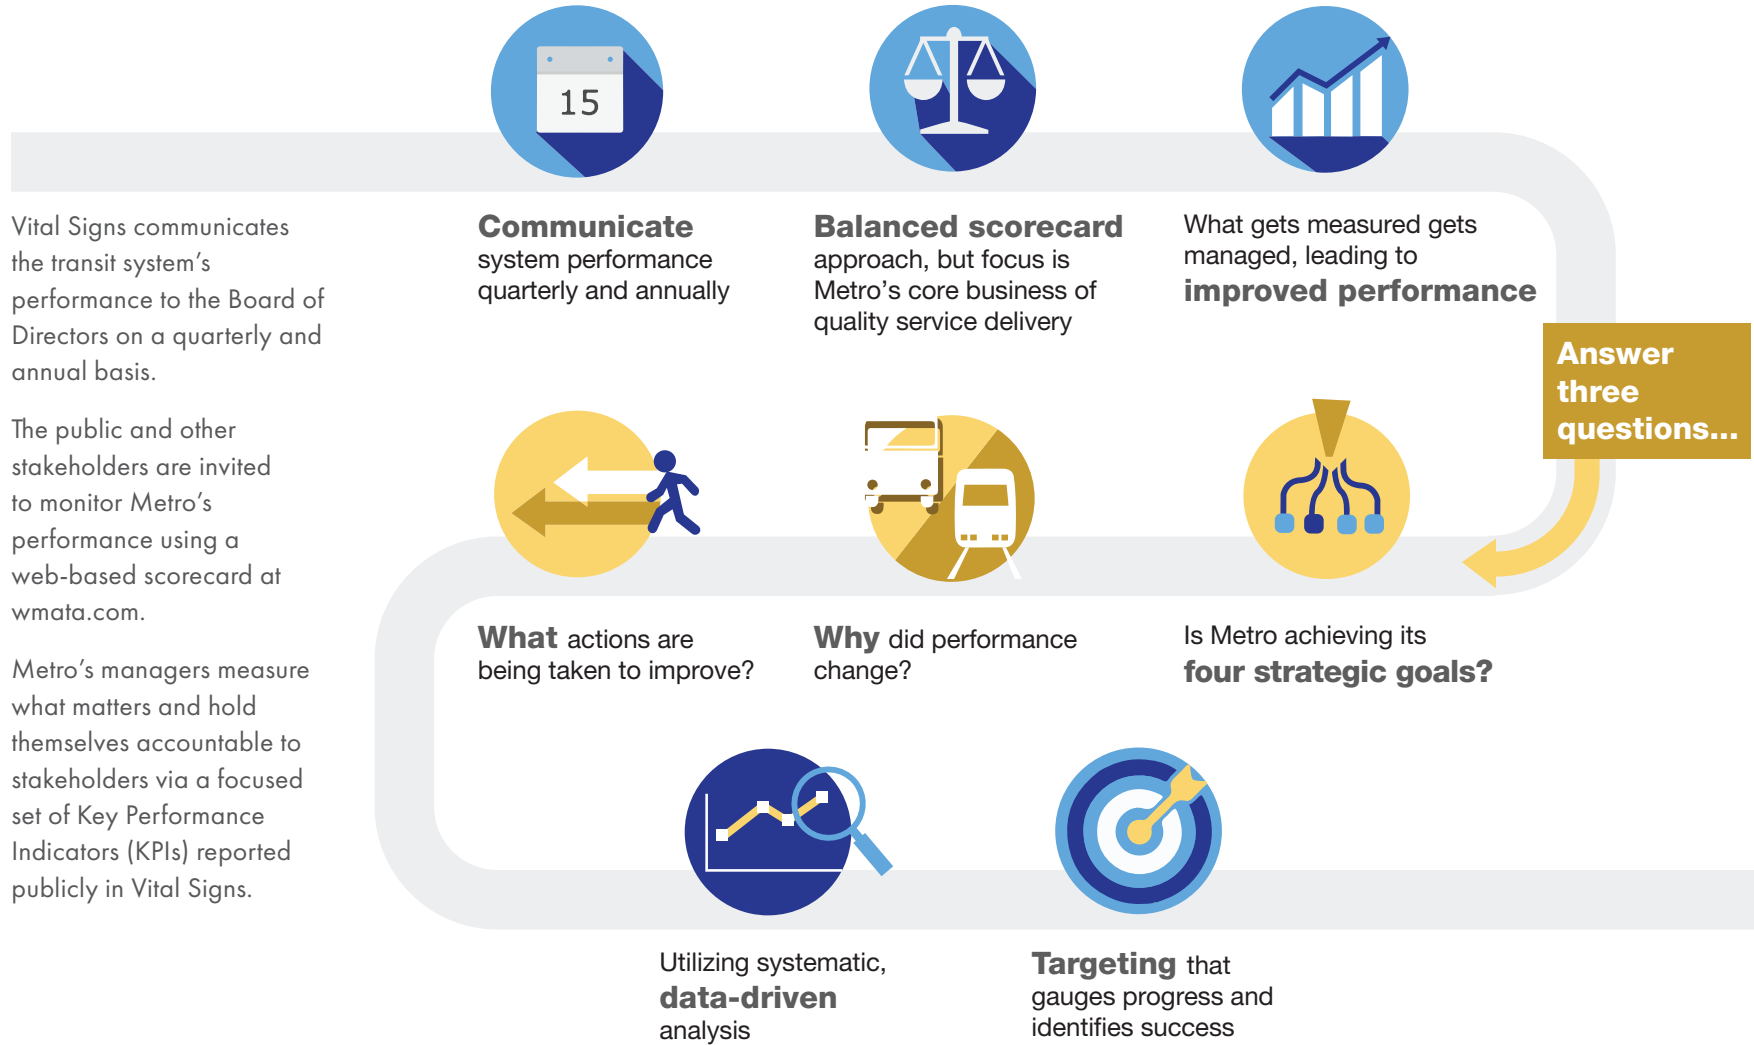 Vital Signs communicates
the transit system’s
performance to the Board of
Directors on a quarterly and
annual basis.
The public and other
stakeholders are invited
to monitor Metro’s
performance using a
web-based scorecard at
wmata.com.
Metro’s managers measure
what matters and hold
themselves accountable to
stakeholders via a focused
set of Key Performance
Indicators (KPIs) reported
publicly in Vital Signs.
15
Communicate
system performance
quarterly and annually
Balanced scorecard
approach, but focus is
Metro’s core business of
quality service delivery
What gets measured gets
managed, leading to
improved performance
Answer
three
questions...
Is Metro achieving its
four strategic goals?
Why did performance
change?
What actions are
being taken to improve?
Utilizing systematic,
data-driven
analysis
Targeting that
gauges progress and
identifies success